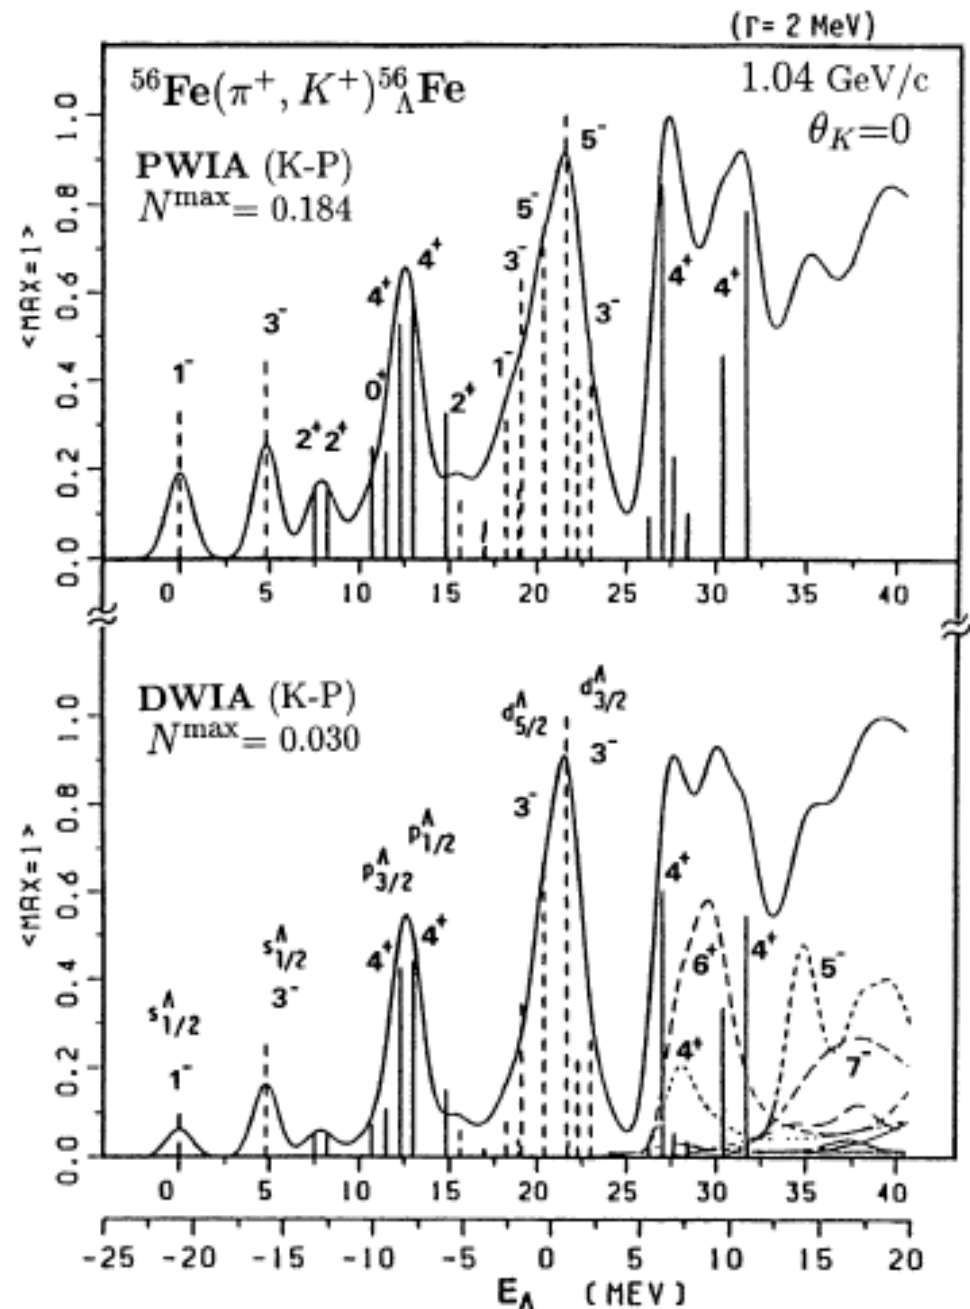 (Γ= 2 MeV)
⁵⁶Fe(π⁺, K⁺)⁵⁶ΛFe
1.04 GeV/c
θK=0
PWIA (K-P)
Nᵐᵃˣ= 0.184
<MAX=1>
1.0
0.8
0.6
0.4
0.2
0.0
1⁻
3⁻
2⁺ 2⁺
0⁺
4⁺
4⁺
2⁺
1⁻
3⁻
5⁻
5⁻
3⁻
4⁺
4⁺
0 5 10 15 20 25 30 35 40
DWIA (K-P)
Nᵐᵃˣ= 0.030
<MAX=1>
1.0
0.8
0.6
0.4
0.2
0.0
sΛ1/2
1⁻
sΛ1/2
3⁻
pΛ3/2
4⁺
pΛ1/2
4⁺
dΛ5/2
3⁻
dΛ3/2
3⁻
4⁺
4⁺
6⁺
4⁺
5⁻
7⁻
0 5 10 15 20 25 30 35 40
-25 -20 -15 -10 -5 0 5 10 15 20
EΛ [MEV]